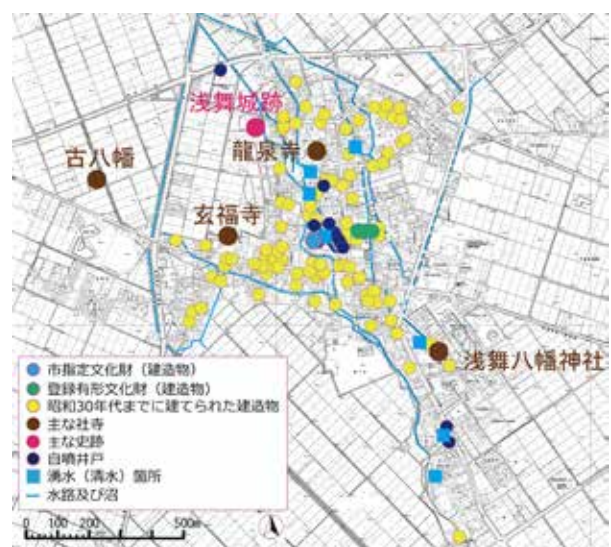 浅舞城跡
龍泉寺
古八幡
玄福寺
浅舞八幡神社
市指定文化財（建造物）
登録有形文化財（建造物）
昭和30年代までに建てられた建造物
主な社寺
主な史跡
自噴井戸
湧水（清水）箇所
水路及び沼
0 100 200 500m